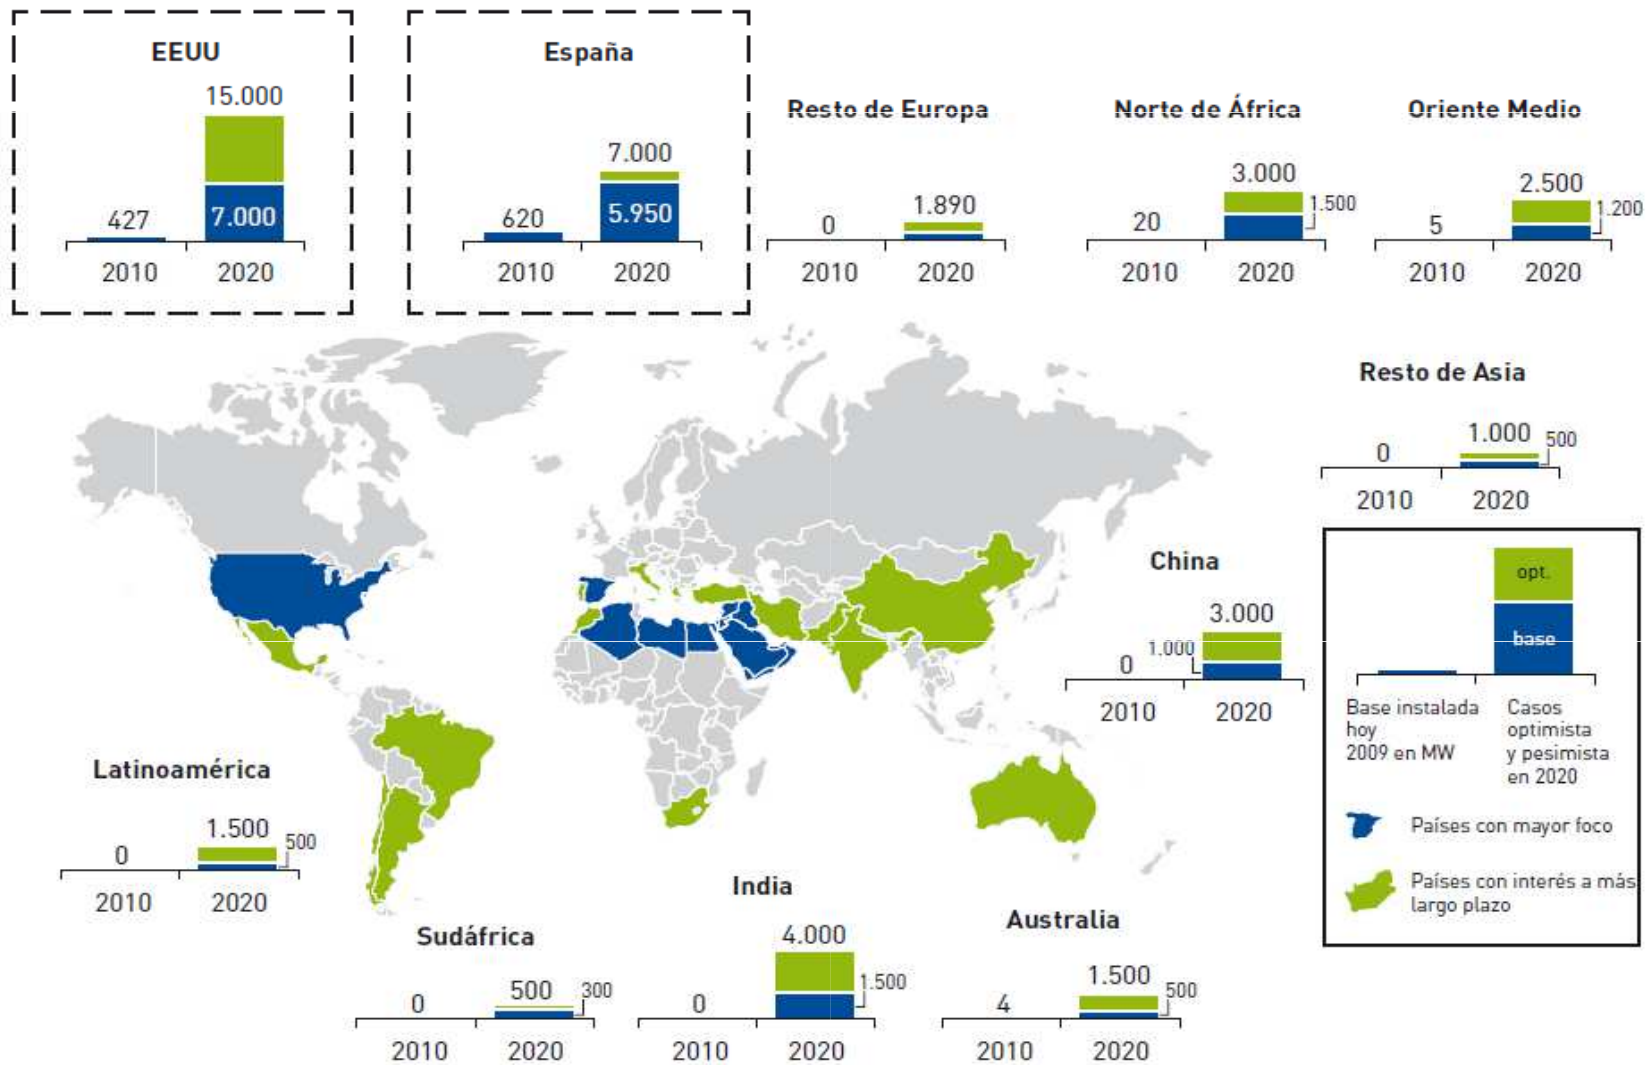 EEUU
15.000
427
7.000
2010 2020
España
7.000
620
5.950
2010 2020
Resto de Europa
1.890
0
2010 2020
Norte de África
3.000
1.500
20
2010 2020
Oriente Medio
2.500
1.200
5
2010 2020
Resto de Asia
1.000 500
0
2010 2020
China
3.000
1.000
0
2010 2020
opt.
base
Base instalada
hoy
2009 en MW
Casos
optimista
y pesimista
en 2020
Países con mayor foco
Países con interés a más
largo plazo
Latinoamérica
1.500
500
0
2010 2020
Sudáfrica
500 300
0
2010 2020
India
4.000
1.500
0
2010 2020
Australia
1.500
500
4
2010 2020